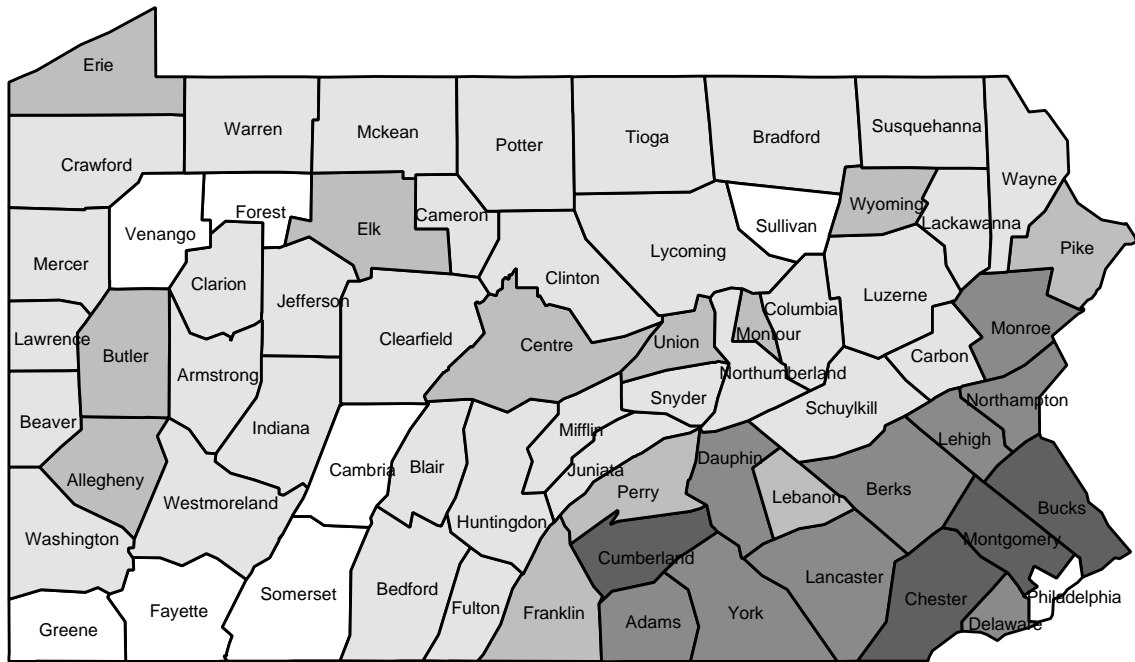 Erie
Warren
Mckean
Potter
Tioga
Bradford
Susquehanna
Crawford
Wayne
Venango
Forest
Elk
Cameron
Sullivan
Wyoming
Lackawanna
Mercer
Clarion
Jefferson
Clinton
Lycoming
Pike
Luzerne
Columbia
Lawrence
Butler
Clearfield
Centre
Union
Montour
Monroe
Armstrong
Northumberland
Carbon
Beaver
Indiana
Snyder
Schuylkill
Northampton
Mifflin
Lehigh
Allegheny
Cambria
Blair
Juniata
Dauphin
Westmoreland
Perry
Lebanon
Berks
Bucks
Washington
Huntingdon
Cumberland
Montgomery
Somerset
Bedford
Lancaster
Fayette
Fulton
Franklin
Chester
Philadelphia
Greene
Adams
York
Delaware